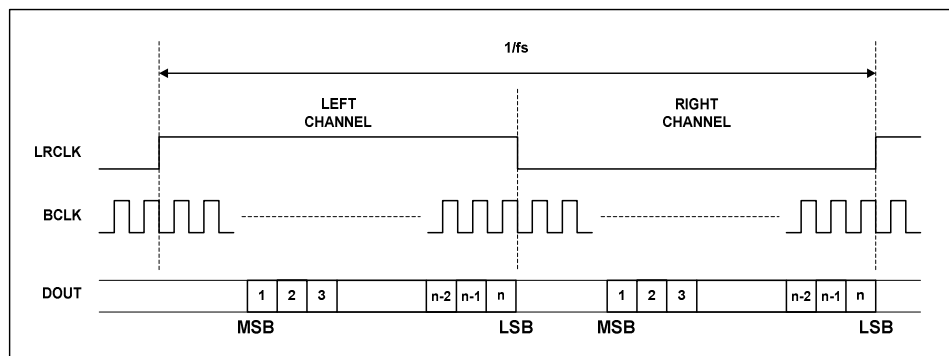 1/fs
LEFT
CHANNEL
RIGHT
CHANNEL
LRCLK
BCLK
DOUT
1 2 3 n-2 n-1 n 1 2 3 n-2 n-1 n
MSB LSB MSB LSB